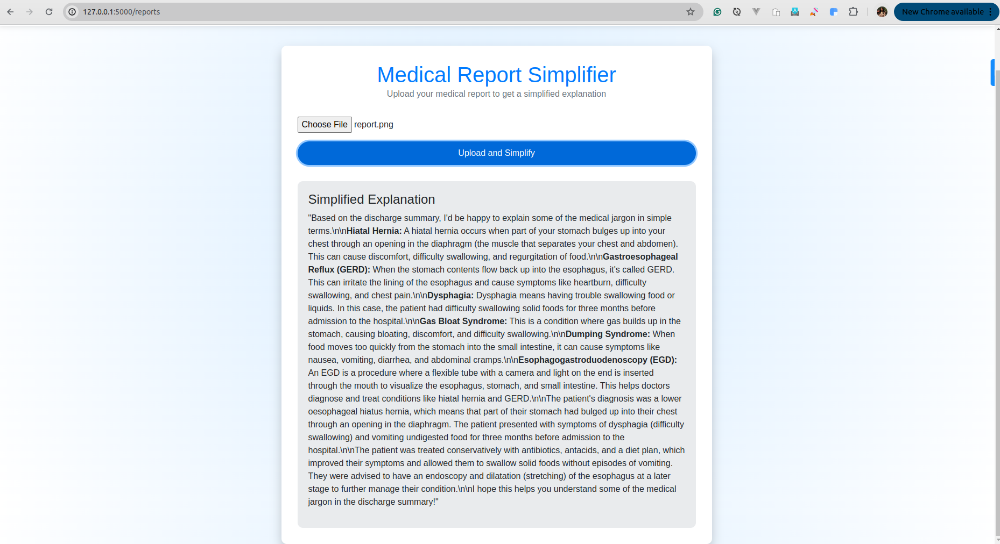 127.0.0.1:5000/reports
New Chrome available
Medical Report Simplifier
Upload your medical report to get a simplified explanation
Choose File report.png
Upload and Simplify
Simplified Explanation
"Based on the discharge summary, I'd be happy to explain some of the medical jargon in simple
terms.\n\nHiatal Hernia: A hiatal hernia occurs when part of your stomach bulges up into your
chest through an opening in the diaphragm (the muscle that separates your chest and abdomen).
This can cause discomfort, difficulty swallowing, and regurgitation of food.\n\nGastroesophageal
Reflux (GERD): When the stomach contents flow back up into the esophagus, it's called GERD.
This can irritate the lining of the esophagus and cause symptoms like heartburn, difficulty
swallowing, and chest pain.\n\nDysphagia: Dysphagia means having trouble swallowing food or
liquids. In this case, the patient had difficulty swallowing solid foods for three months before
admission to the hospital.\n\nGas Bloat Syndrome: This is a condition where gas builds up in the
stomach, causing bloating, discomfort, and difficulty swallowing.\n\nDumping Syndrome: When
food moves too quickly from the stomach into the small intestine, it can cause symptoms like
nausea, vomiting, diarrhea, and abdominal cramps.\n\nEsophagogastroduodenoscopy (EGD):
An EGD is a procedure where a flexible tube with a camera and light on the end is inserted
through the mouth to visualize the esophagus, stomach, and small intestine. This helps doctors
diagnose and treat conditions like hiatal hernia and GERD.\n\nThe patient's diagnosis was a lower
oesophageal hiatus hernia, which means that part of their stomach had bulged up into their chest
through an opening in the diaphragm. The patient presented with symptoms of dysphagia (difficulty
swallowing) and vomiting undigested food for three months before admission to the
hospital.\n\nThe patient was treated conservatively with antibiotics, antacids, and a diet plan, which
improved their symptoms and allowed them to swallow solid foods without episodes of vomiting.
They were advised to have an endoscopy and dilatation (stretching) of the esophagus at a later
stage to further manage their condition.\n\nI hope this helps you understand some of the medical
jargon in the discharge summary!"